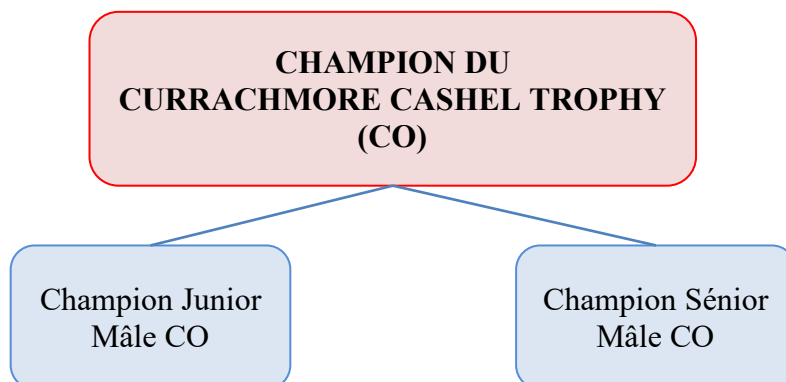 CHAMPION DU
CURRACHMORE CASHEL TROPHY
(CO)
Champion Junior
Mâle CO
Champion Sénior
Mâle CO